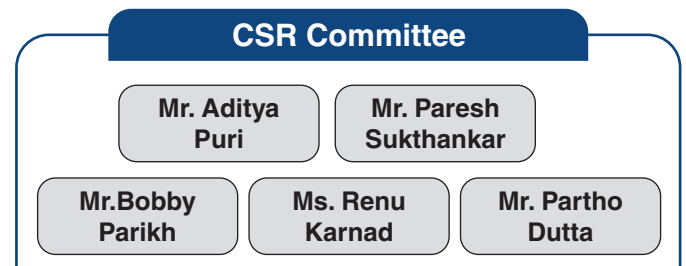 CSR Committee
Mr. Aditya
Puri
Mr. Paresh
Sukthankar
Mr.Bobby
Parikh
Ms. Renu
Karnad
Mr. Partho
Dutta